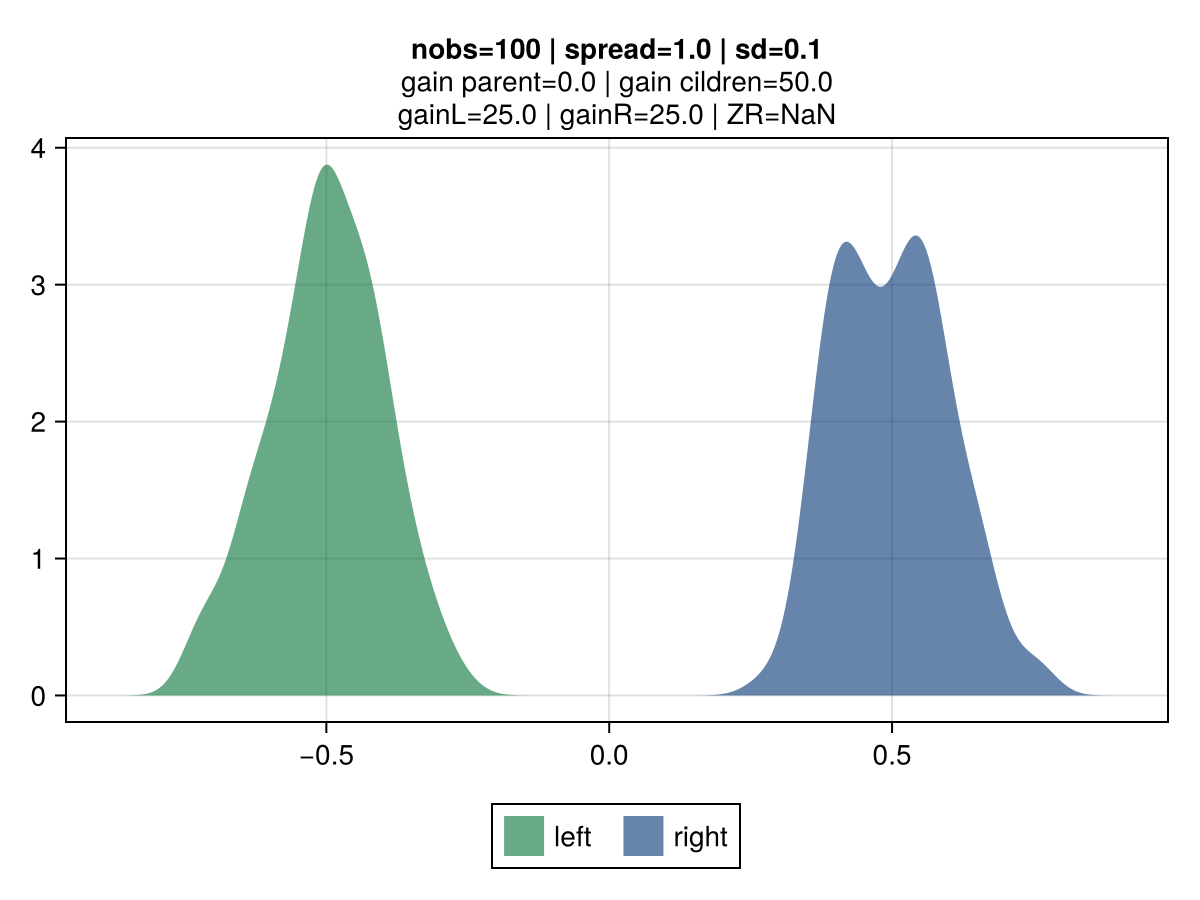 nobs=100 | spread=1.0 | sd=0.1
gain parent=0.0 | gain cildren=50.0
gainL=25.0 | gainR=25.0 | ZR=NaN
4
3
2
1
0
−0.5 0.0 0.5
left right